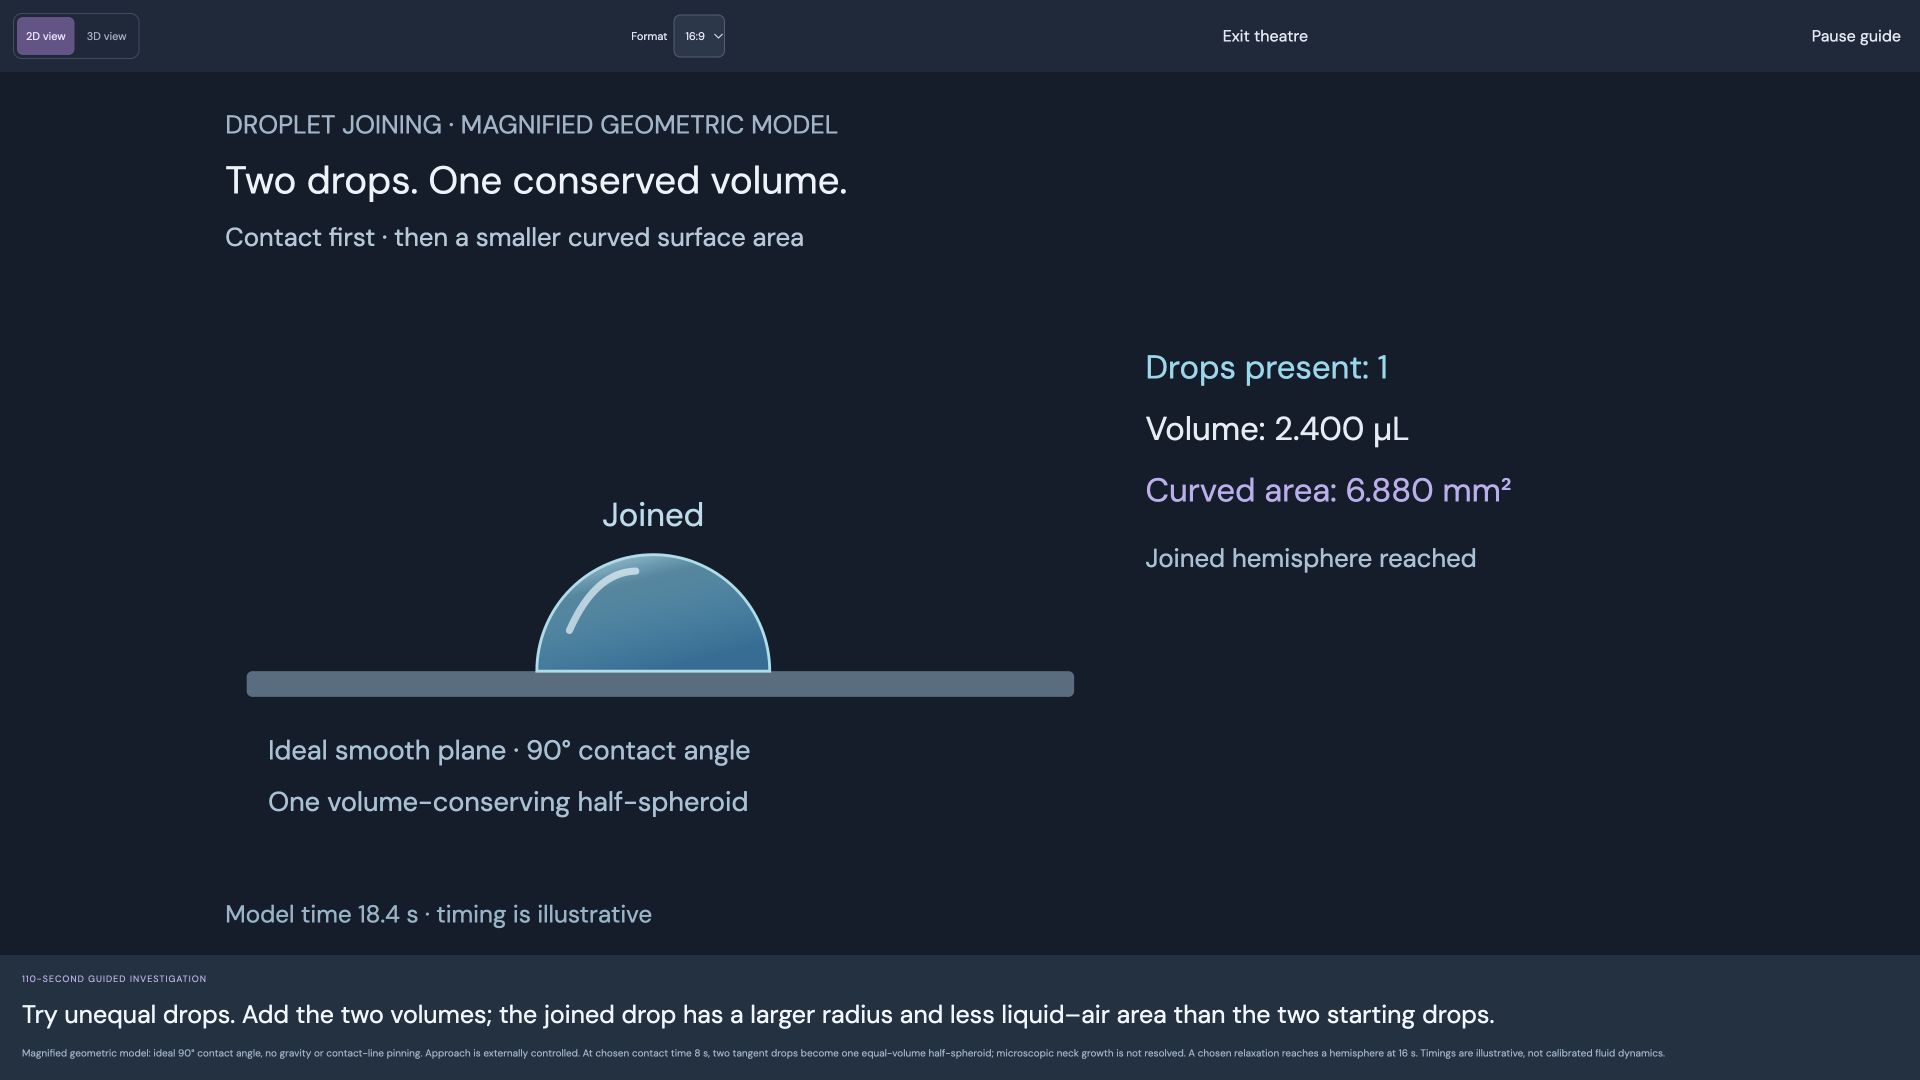 2D view
3D view
Format
16:9
Exit theatre
Pause guide
DROPLET JOINING · MAGNIFIED GEOMETRIC MODEL
Two drops. One conserved volume.
Contact first · then a smaller curved surface area
Drops present: 1
Volume: 2.400 µL
Curved area: 6.880 mm²
Joined hemisphere reached
Joined
Ideal smooth plane · 90° contact angle
One volume-conserving half-spheroid
Model time 18.4 s · timing is illustrative
110-SECOND GUIDED INVESTIGATION
Try unequal drops. Add the two volumes; the joined drop has a larger radius and less liquid–air area than the two starting drops.
Magnified geometric model: ideal 90° contact angle, no gravity or contact-line pinning. Approach is externally controlled. At chosen contact time 8 s, two tangent drops become one equal-volume half-spheroid; microscopic neck growth is not resolved. A chosen relaxation reaches a hemisphere at 16 s. Timings are illustrative, not calibrated fluid dynamics.